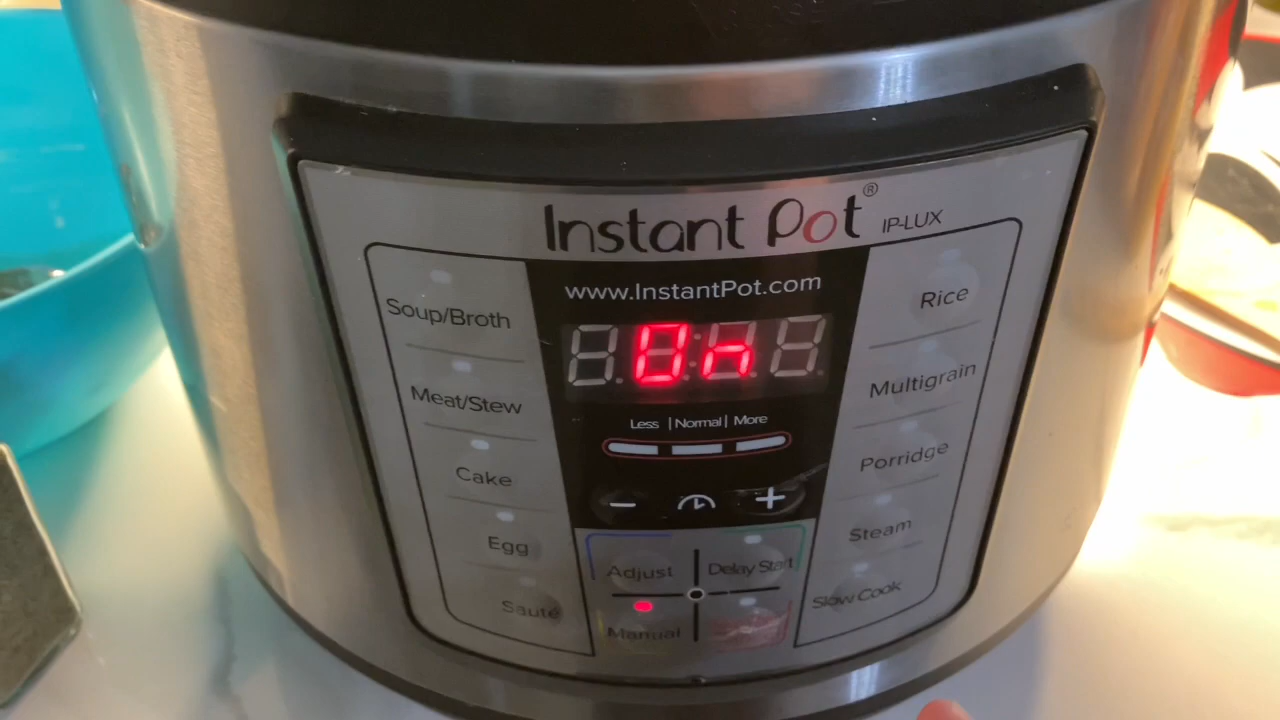 Instant Pot® IP-LUX
www.InstantPot.com
On
Less | Normal | More
Soup/Broth
Meat/Stew
Cake
Egg
Sauté
Rice
Multigrain
Porridge
Steam
Slow Cook
− +
Adjust
Delay Start
Manual